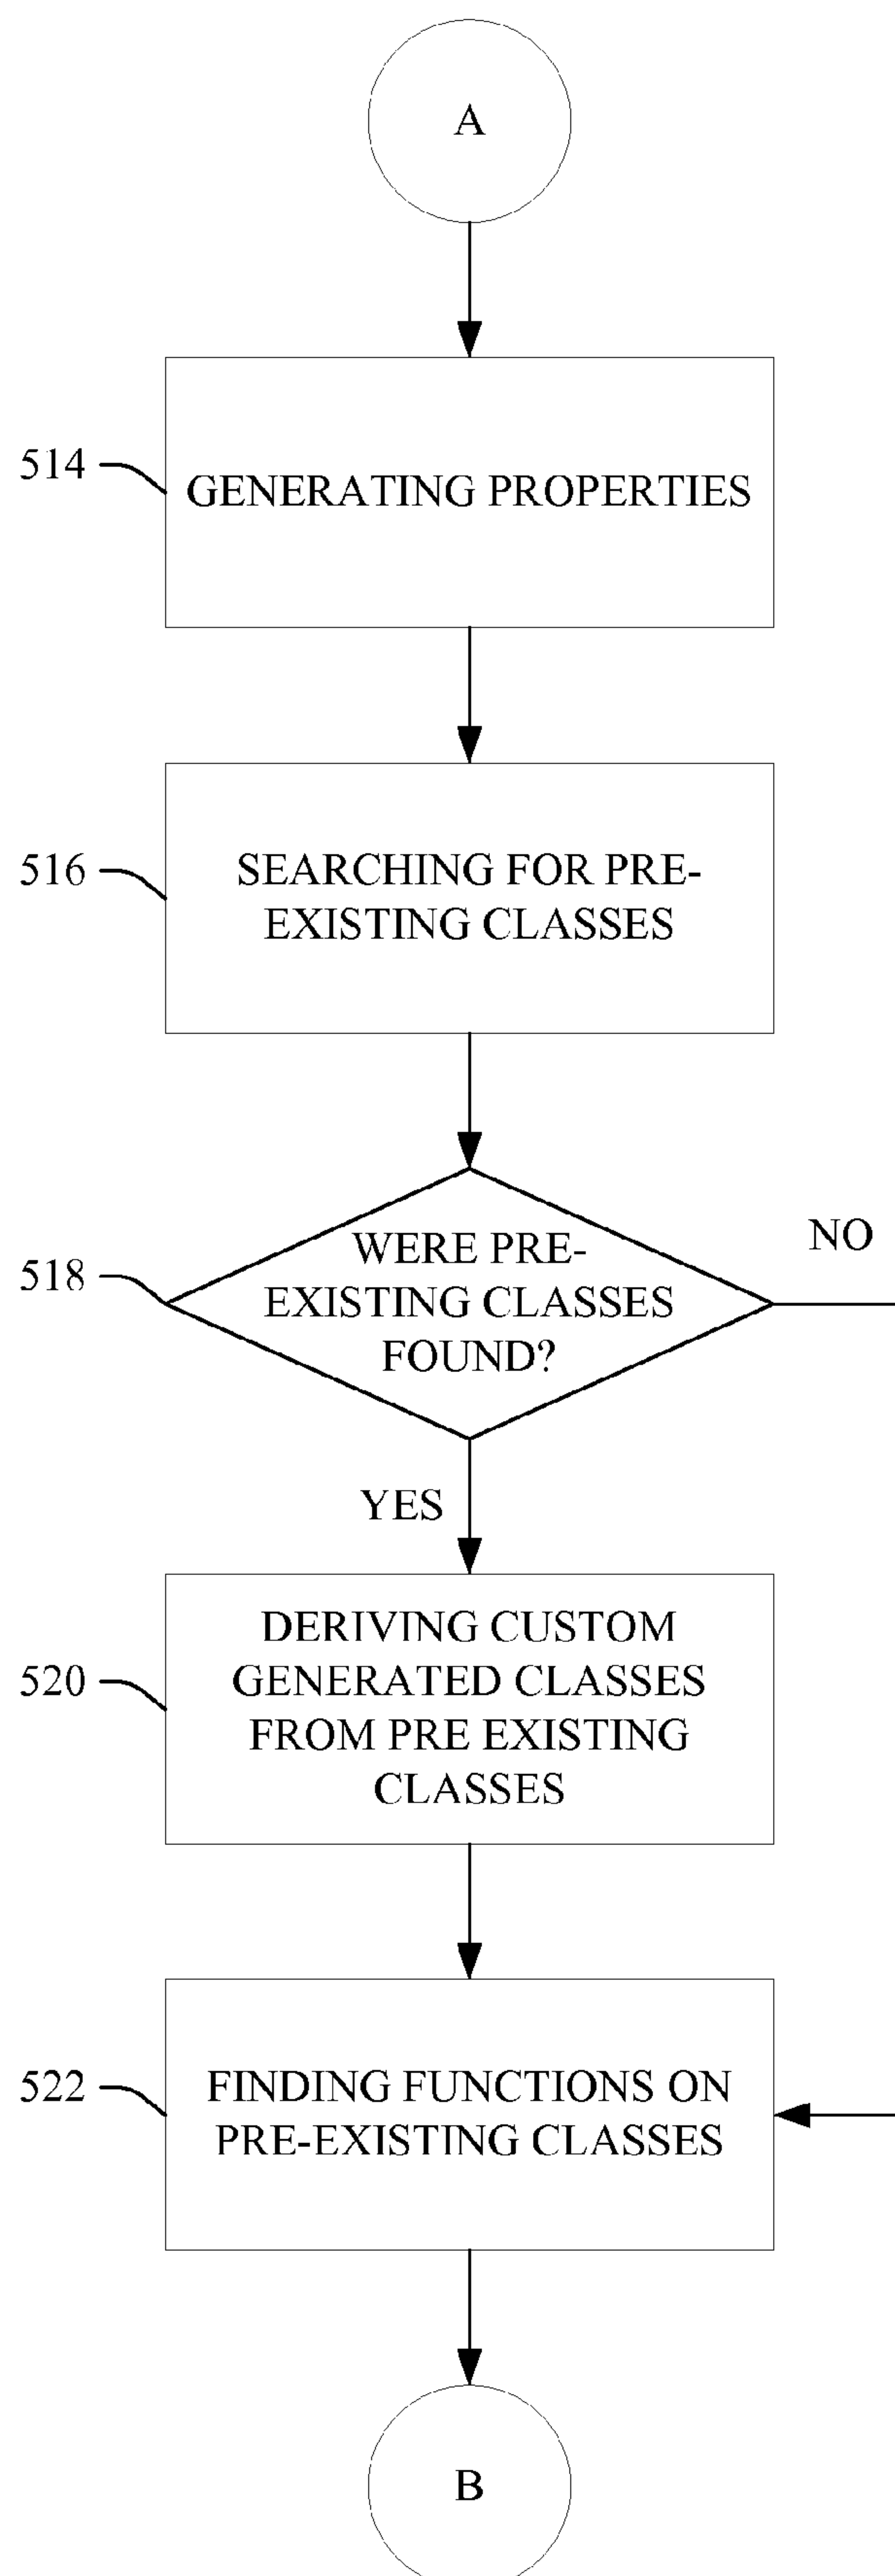 A
514
GENERATING PROPERTIES
516
SEARCHING FOR PRE-
EXISTING CLASSES
518
WERE PRE-
EXISTING CLASSES
FOUND?
NO
YES
520
DERIVING CUSTOM
GENERATED CLASSES
FROM PRE EXISTING
CLASSES
522
FINDING FUNCTIONS ON
PRE-EXISTING CLASSES
B